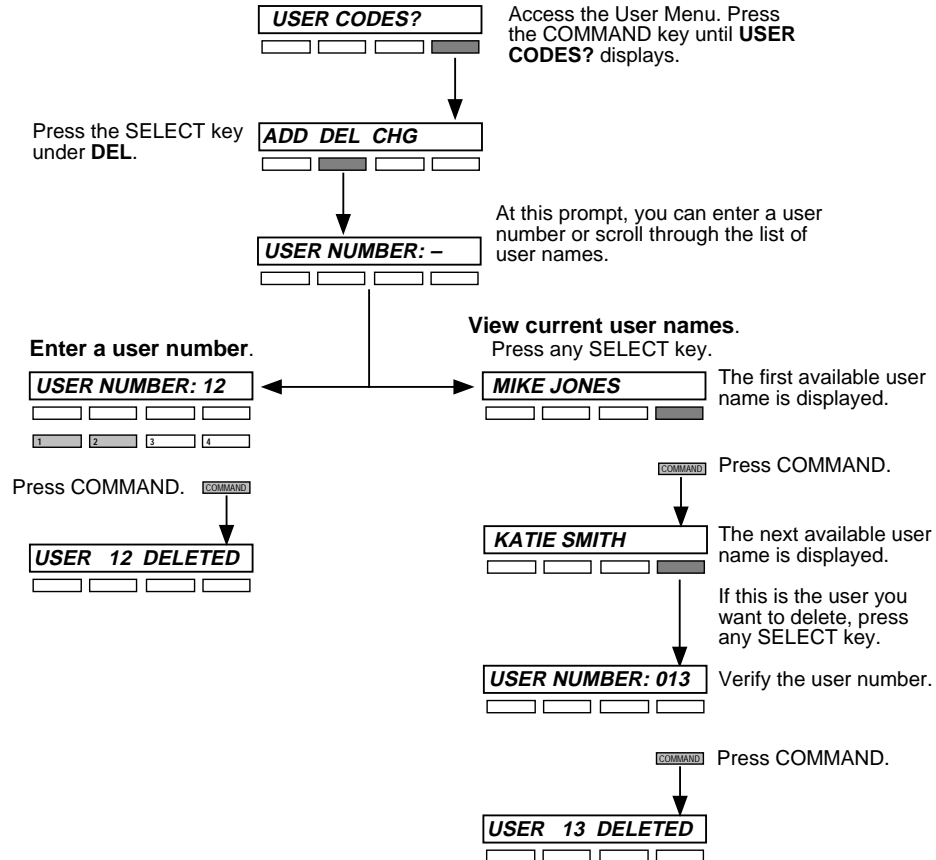 USER CODES?
Access the User Menu. Press
the COMMAND key until USER
CODES? displays.
Press the SELECT key
under DEL.
ADD DEL CHG
At this prompt, you can enter a user
number or scroll through the list of
user names.
USER NUMBER: –
Enter a user number.
USER NUMBER: 12
1 2 3 4
Press COMMAND. COMMAND
USER 12 DELETED
View current user names.
Press any SELECT key.
MIKE JONES
The first available user
name is displayed.
COMMAND Press COMMAND.
KATIE SMITH
The next available user
name is displayed.
If this is the user you
want to delete, press
any SELECT key.
USER NUMBER: 013
Verify the user number.
COMMAND Press COMMAND.
USER 13 DELETED